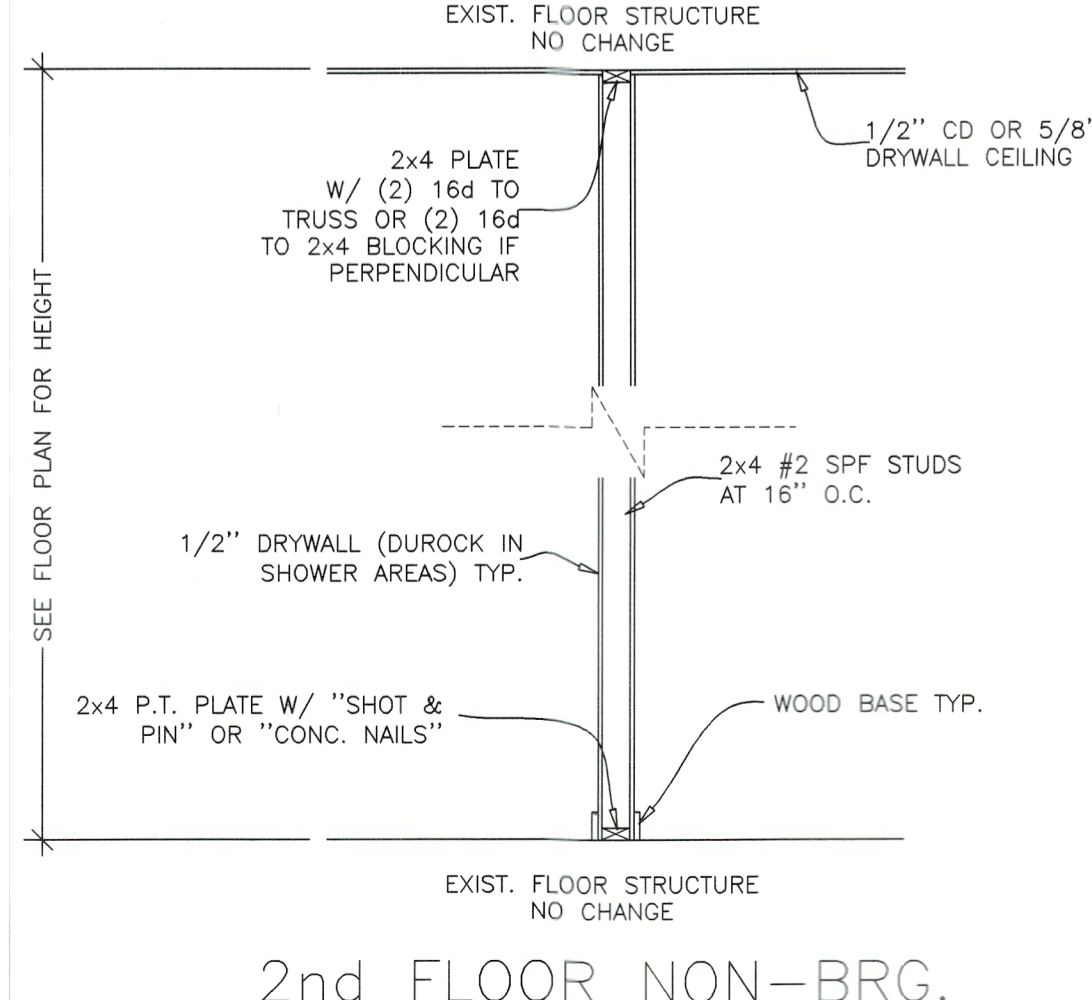 EXIST. FLOOR STRUCTURE
NO CHANGE
1/2" CD OR 5/8"
DRYWALL CEILING
2x4 PLATE
W/ (2) 16d TO
TRUSS OR (2) 16d
TO 2x4 BLOCKING IF
PERPENDICULAR
SEE FLOOR PLAN FOR HEIGHT
2x4 #2 SPF STUDS
AT 16" O.C.
1/2" DRYWALL (DUROCK IN
SHOWER AREAS) TYP.
2x4 P.T. PLATE W/ "SHOT &
PIN" OR "CONC. NAILS"
WOOD BASE TYP.
EXIST. FLOOR STRUCTURE
NO CHANGE
2nd FLOOR NON-BRG.